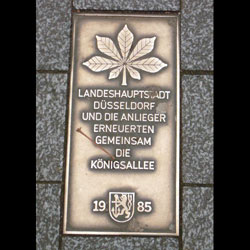 LANDESHAUPTSTADT
DÜSSELDORF
UND DIE ANLIEGER
ERNEUERTEN
GEMEINSAM
DIE
KÖNIGSALLEE
19 85